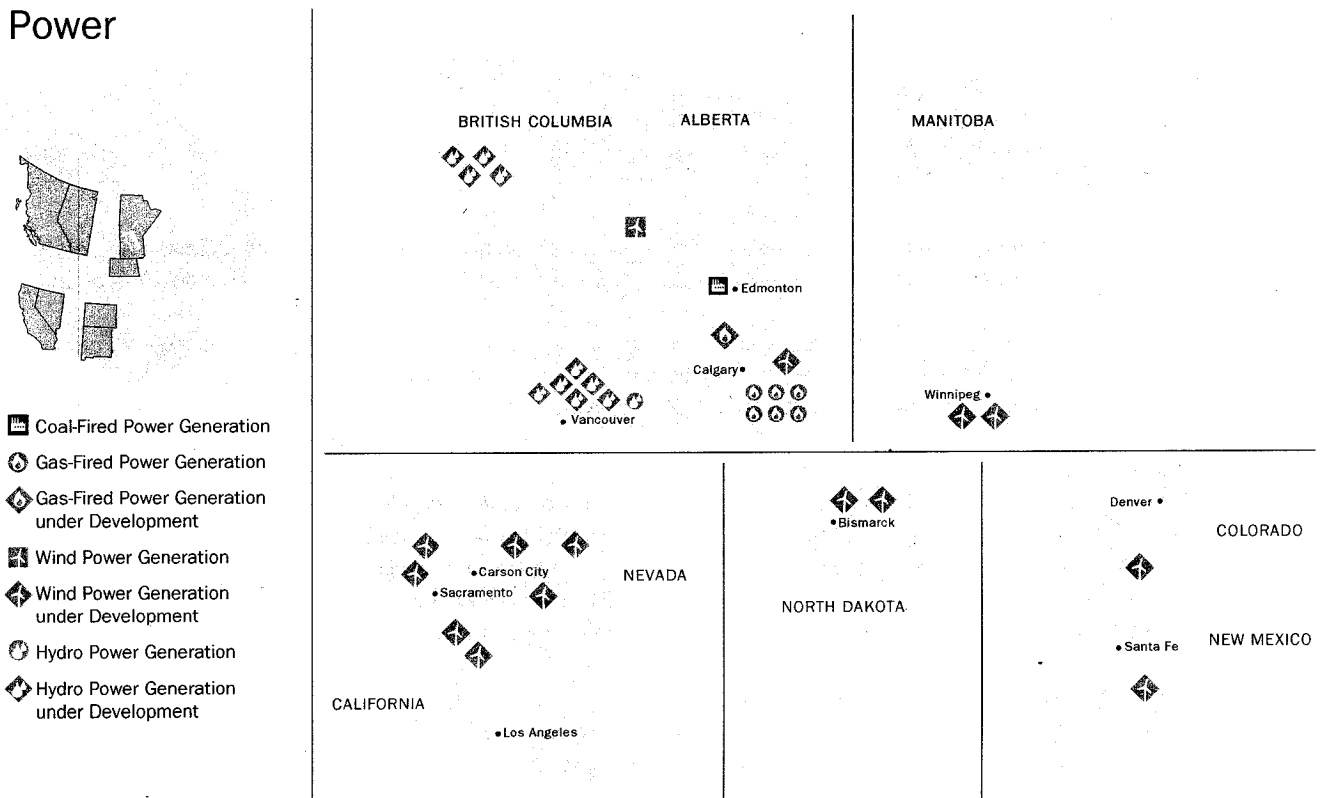 Power
BRITISH COLUMBIA
ALBERTA
MANITOBA
Edmonton
Calgary
Vancouver
Winnipeg
Coal-Fired Power Generation
Gas-Fired Power Generation
Gas-Fired Power Generation
under Development
Wind Power Generation
Wind Power Generation
under Development
Hydro Power Generation
Hydro Power Generation
under Development
Carson City
Sacramento
NEVADA
CALIFORNIA
Los Angeles
Bismarck
NORTH DAKOTA
Denver
COLORADO
Santa Fe
NEW MEXICO